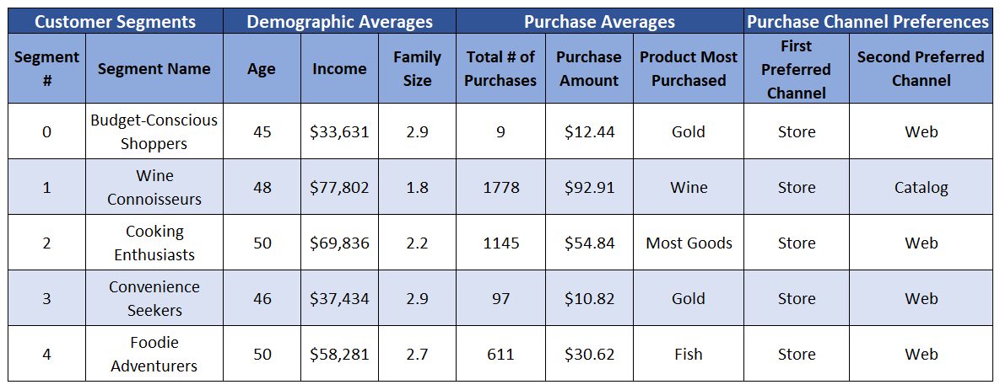 Customer Segments Demographic Averages Purchase Averages Purchase Channel Preferences
Segment # Segment Name Age Income Family Size Total # of Purchases Purchase Amount Product Most Purchased First Preferred Channel Second Preferred Channel
0 Budget-Conscious Shoppers 45 $33,631 2.9 9 $12.44 Gold Store Web
1 Wine Connoisseurs 48 $77,802 1.8 1778 $92.91 Wine Store Catalog
2 Cooking Enthusiasts 50 $69,836 2.2 1145 $54.84 Most Goods Store Web
3 Convenience Seekers 46 $37,434 2.9 97 $10.82 Gold Store Web
4 Foodie Adventurers 50 $58,281 2.7 611 $30.62 Fish Store Web